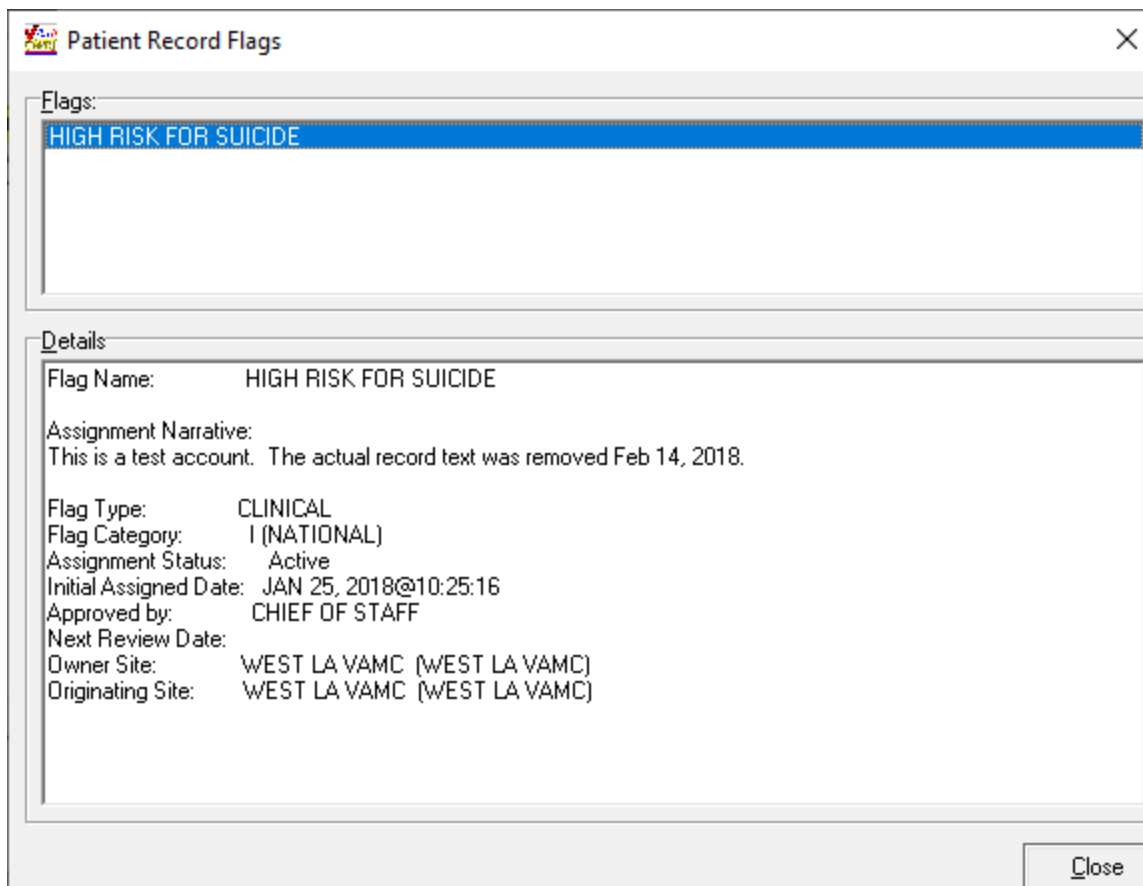 Patient Record Flags
Flags:
HIGH RISK FOR SUICIDE
Details
Flag Name: HIGH RISK FOR SUICIDE
Assignment Narrative:
This is a test account. The actual record text was removed Feb 14, 2018.
Flag Type: CLINICAL
Flag Category: I (NATIONAL)
Assignment Status: Active
Initial Assigned Date: JAN 25, 2018@10:25:16
Approved by: CHIEF OF STAFF
Next Review Date:
Owner Site: WEST LA VAMC (WEST LA VAMC)
Originating Site: WEST LA VAMC (WEST LA VAMC)
Close